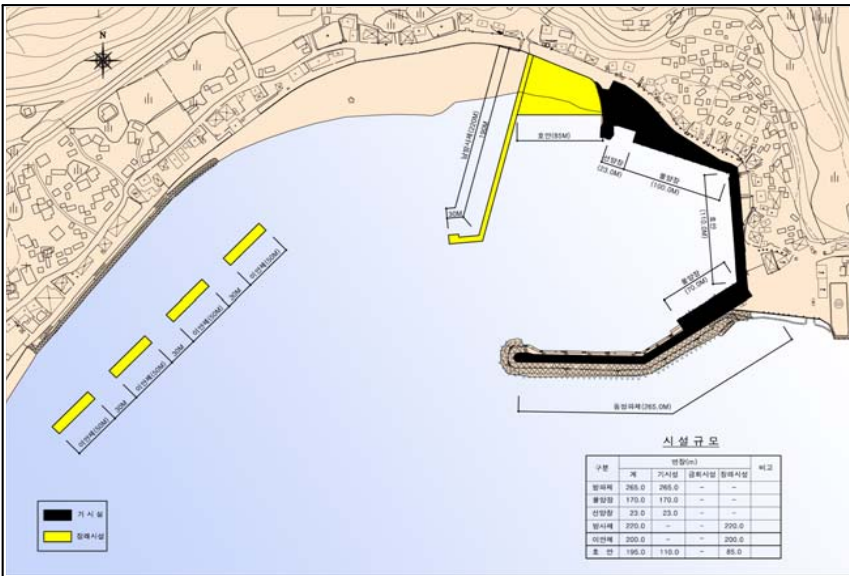 N
남방사제(220M)
190M
30M
호안(85M)
선양장
(23.0M)
물양장
(100.0M)
호안
(110.0M)
물양장
(70.0M)
동방파제(265.0M)
이안제(50M)
30M
이안제(50M)
30M
이안제(50M)
30M
이안제(50M)
기 시 설
장래시설
시 설 규 모
구분 연장(m) 비고
계 기시설 금회시설 장래시설
방파제 265.0 265.0 - -
물양장 170.0 170.0 - -
선양장 23.0 23.0 - -
방사제 220.0 - - 220.0
이안제 200.0 - - 200.0
호 안 195.0 110.0 - 85.0